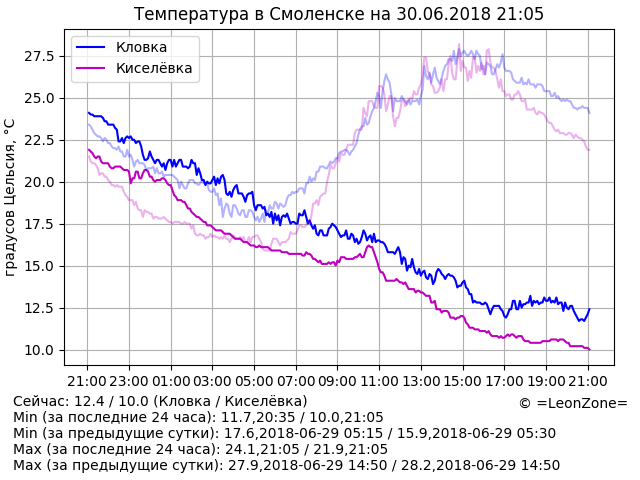 Температура в Смоленске на 30.06.2018 21:05
Кловка
Киселёвка
градусов Цельсия, °C
27.5
25.0
22.5
20.0
17.5
15.0
12.5
10.0
21:00 23:00 01:00 03:00 05:00 07:00 09:00 11:00 13:00 15:00 17:00 19:00 21:00
Сейчас: 12.4 / 10.0 (Кловка / Киселёвка)
© =LeonZone=
Min (за последние 24 часа): 11.7,20:35 / 10.0,21:05
Min (за предыдущие сутки): 17.6,2018-06-29 05:15 / 15.9,2018-06-29 05:30
Max (за последние 24 часа): 24.1,21:05 / 21.9,21:05
Max (за предыдущие сутки): 27.9,2018-06-29 14:50 / 28.2,2018-06-29 14:50